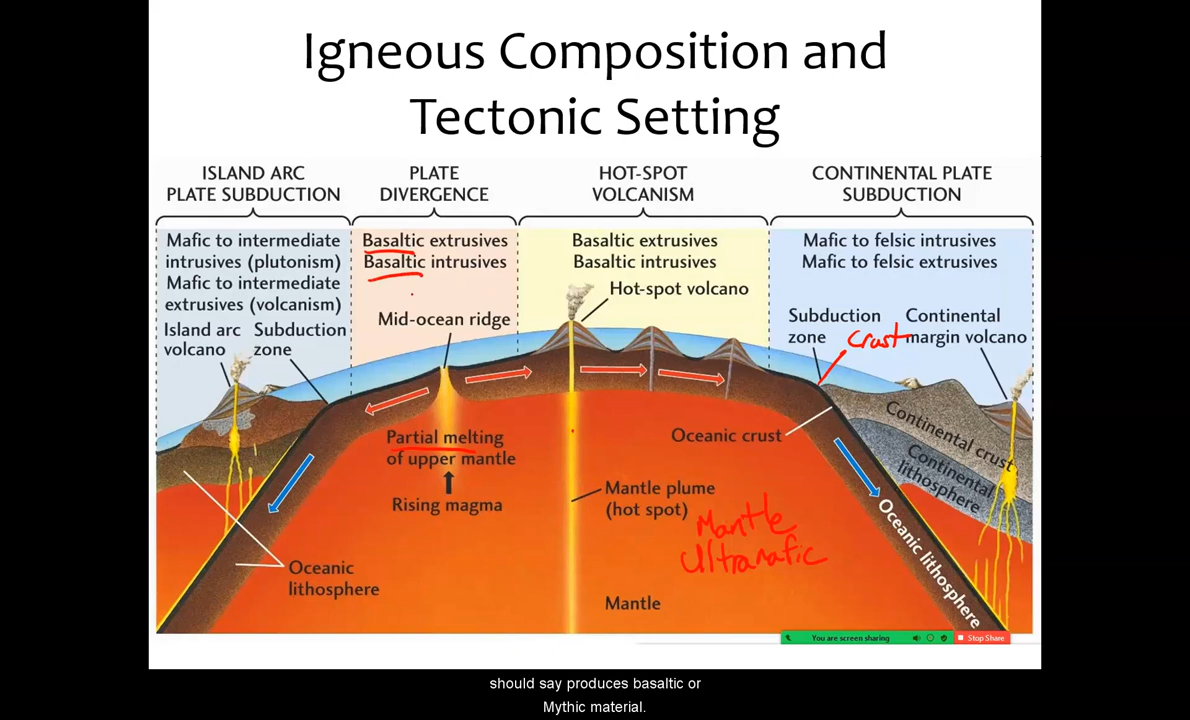 Igneous Composition and
Tectonic Setting
ISLAND ARC
PLATE SUBDUCTION
PLATE
DIVERGENCE
HOT-SPOT
VOLCANISM
CONTINENTAL PLATE
SUBDUCTION
Mafic to intermediate
intrusives (plutonism)
Mafic to intermediate
extrusives (volcanism)
Basaltic extrusives
Basaltic intrusives
Basaltic extrusives
Basaltic intrusives
Mafic to felsic intrusives
Mafic to felsic extrusives
Island arc
volcano
Subduction
zone
Mid-ocean ridge
Hot-spot volcano
Subduction
zone
Crust
Continental
margin volcano
Partial melting
of upper mantle
Rising magma
Oceanic crust
Continental crust
Continental
lithosphere
Mantle plume
(hot spot)
Mantle
Ultramafic
Oceanic lithosphere
Oceanic
lithosphere
Mantle
You are screen sharing
Stop Share
should say produces basaltic or
Mythic material.